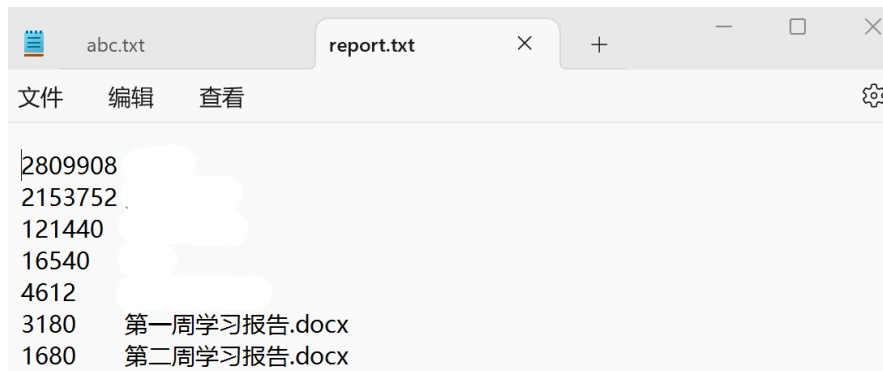 abc.txt
report.txt
文件 编辑 查看
2809908
2153752
121440
16540
4612
3180 第一周学习报告.docx
1680 第二周学习报告.docx